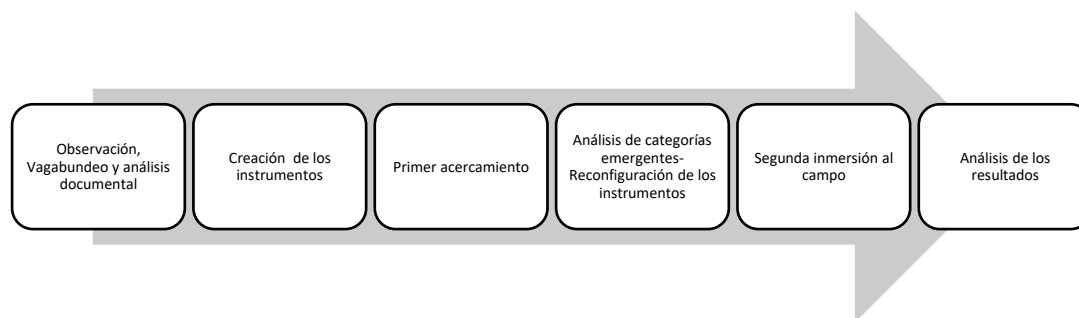 Observación,
Vagabundeo y análisis
documental
Creación de los
instrumentos
Primer acercamiento
Análisis de categorías
emergentes-
Reconfiguración de los
instrumentos
Segunda inmersión al
campo
Análisis de los
resultados